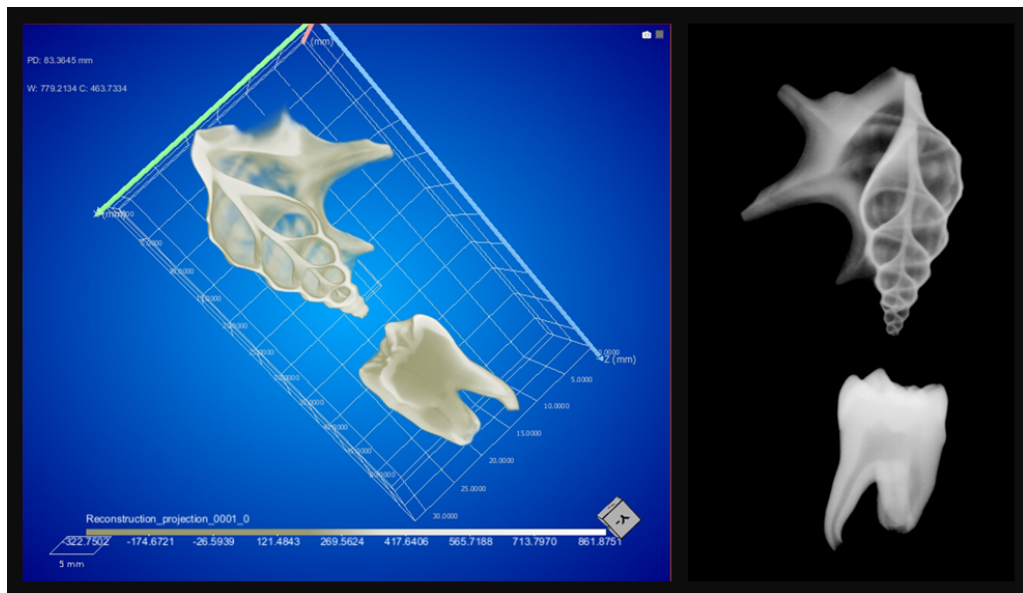 (mm)
PD: 83.3645 mm
W: 779.2134 C: 463.7334
(mm)
Z (mm)
0.0000
5.0000
10.0000
15.0000
20.0000
25.0000
30.0000
Reconstruction_projection_0001_0
-322.7502 -174.6721 -26.5939 121.4843 269.5624 417.6406 565.7188 713.7970 861.8751
5 mm
-Y